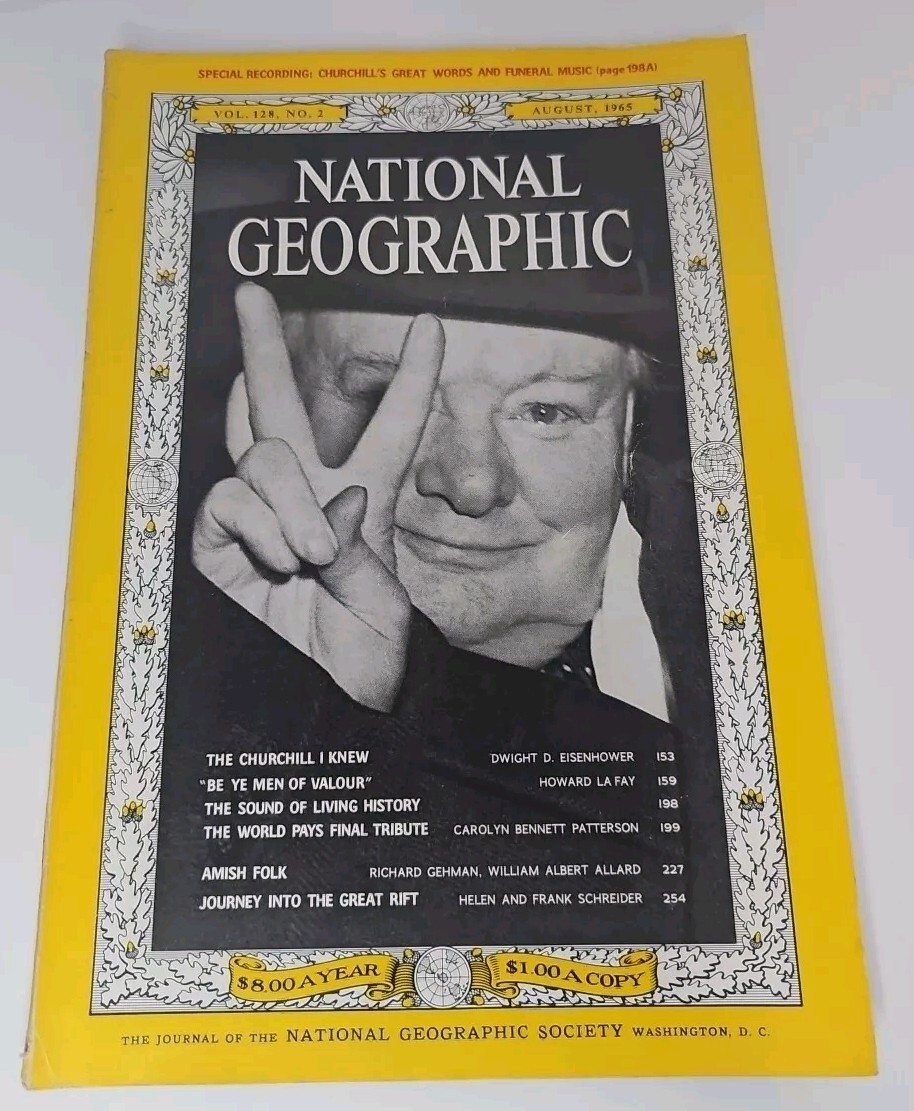 SPECIAL RECORDING: CHURCHILL'S GREAT WORDS AND FUNERAL MUSIC (page 198A)
VOL. 128, NO. 2 AUGUST, 1965
NATIONAL
GEOGRAPHIC
THE CHURCHILL I KNEW DWIGHT D. EISENHOWER 153
"BE YE MEN OF VALOUR" HOWARD LA FAY 159
THE SOUND OF LIVING HISTORY 198
THE WORLD PAYS FINAL TRIBUTE CAROLYN BENNETT PATTERSON 199
AMISH FOLK RICHARD GEHMAN, WILLIAM ALBERT ALLARD 227
JOURNEY INTO THE GREAT RIFT HELEN AND FRANK SCHREIDER 254
$8.00 A YEAR $1.00 A COPY
THE JOURNAL OF THE NATIONAL GEOGRAPHIC SOCIETY WASHINGTON, D. C.